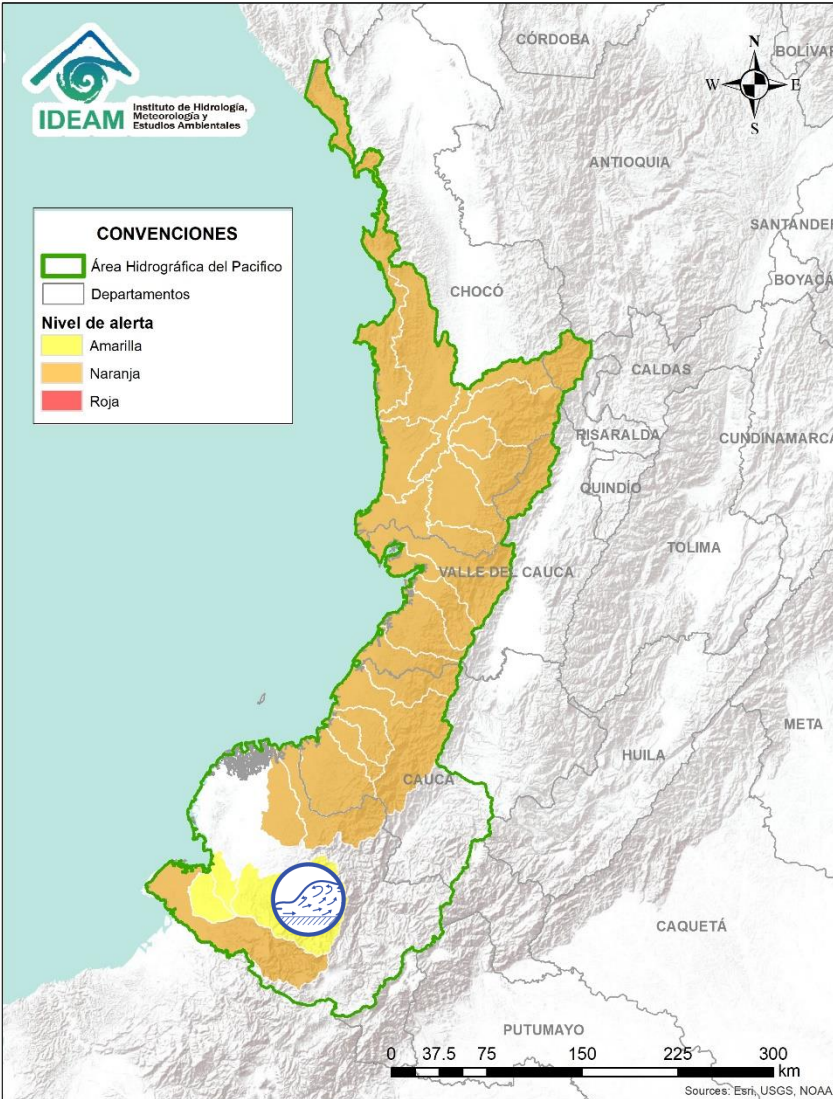 IDEAM
Instituto de Hidrología,
Meteorología y
Estudios Ambientales
N
W
E
S
CÓRDOBA
BOLÍVAR
ANTIOQUIA
SANTANDER
BOYACÁ
CHOCÓ
CALDAS
RISARALDA
CUNDINAMARCA
QUINDÍO
TOLIMA
VALLE DEL CAUCA
META
HUILA
CAUCA
CAQUETÁ
PUTUMAYO
CONVENCIONES
Área Hidrográfica del Pacifico
Departamentos
Nivel de alerta
Amarilla
Naranja
Roja
0 37.5 75 150 225 300
km
Sources: Esri, USGS, NOAA